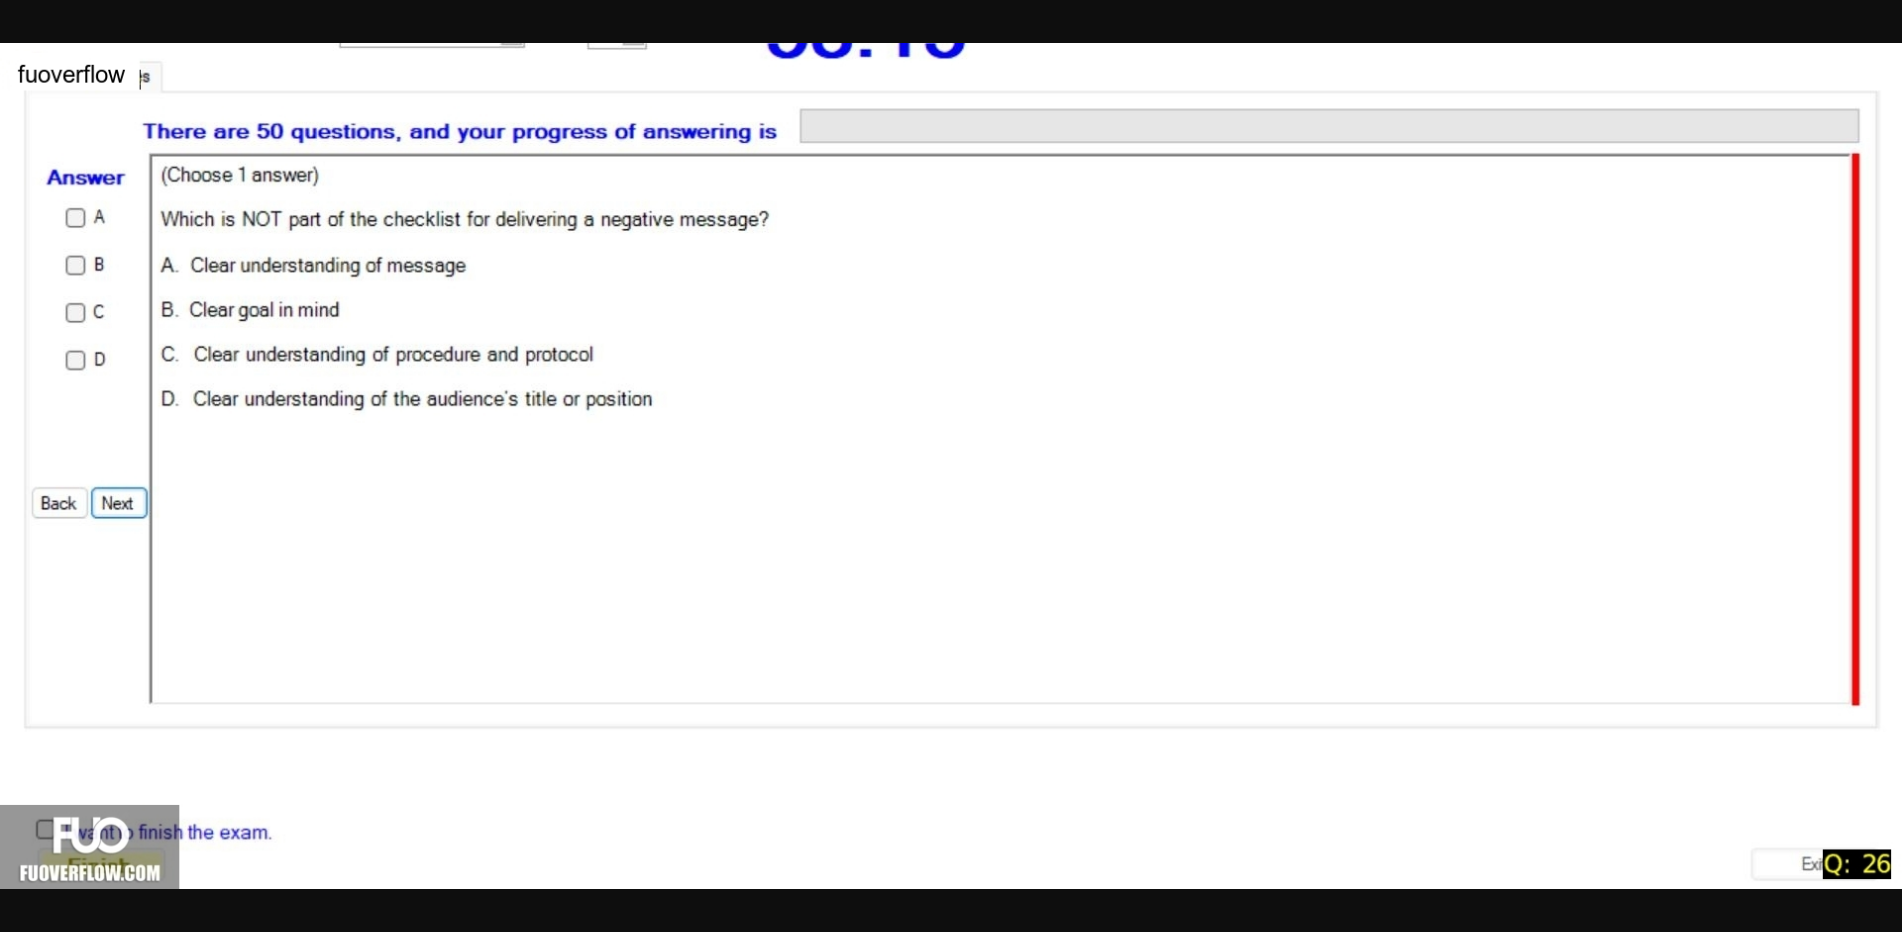 fuoverflow
There are 50 questions, and your progress of answering is
Answer
(Choose 1 answer)
A
Which is NOT part of the checklist for delivering a negative message?
B
A. Clear understanding of message
C
B. Clear goal in mind
D
C. Clear understanding of procedure and protocol
D. Clear understanding of the audience's title or position
Back Next
want to finish the exam.
FUO
FUOVERFLOW.COM
Q: 26